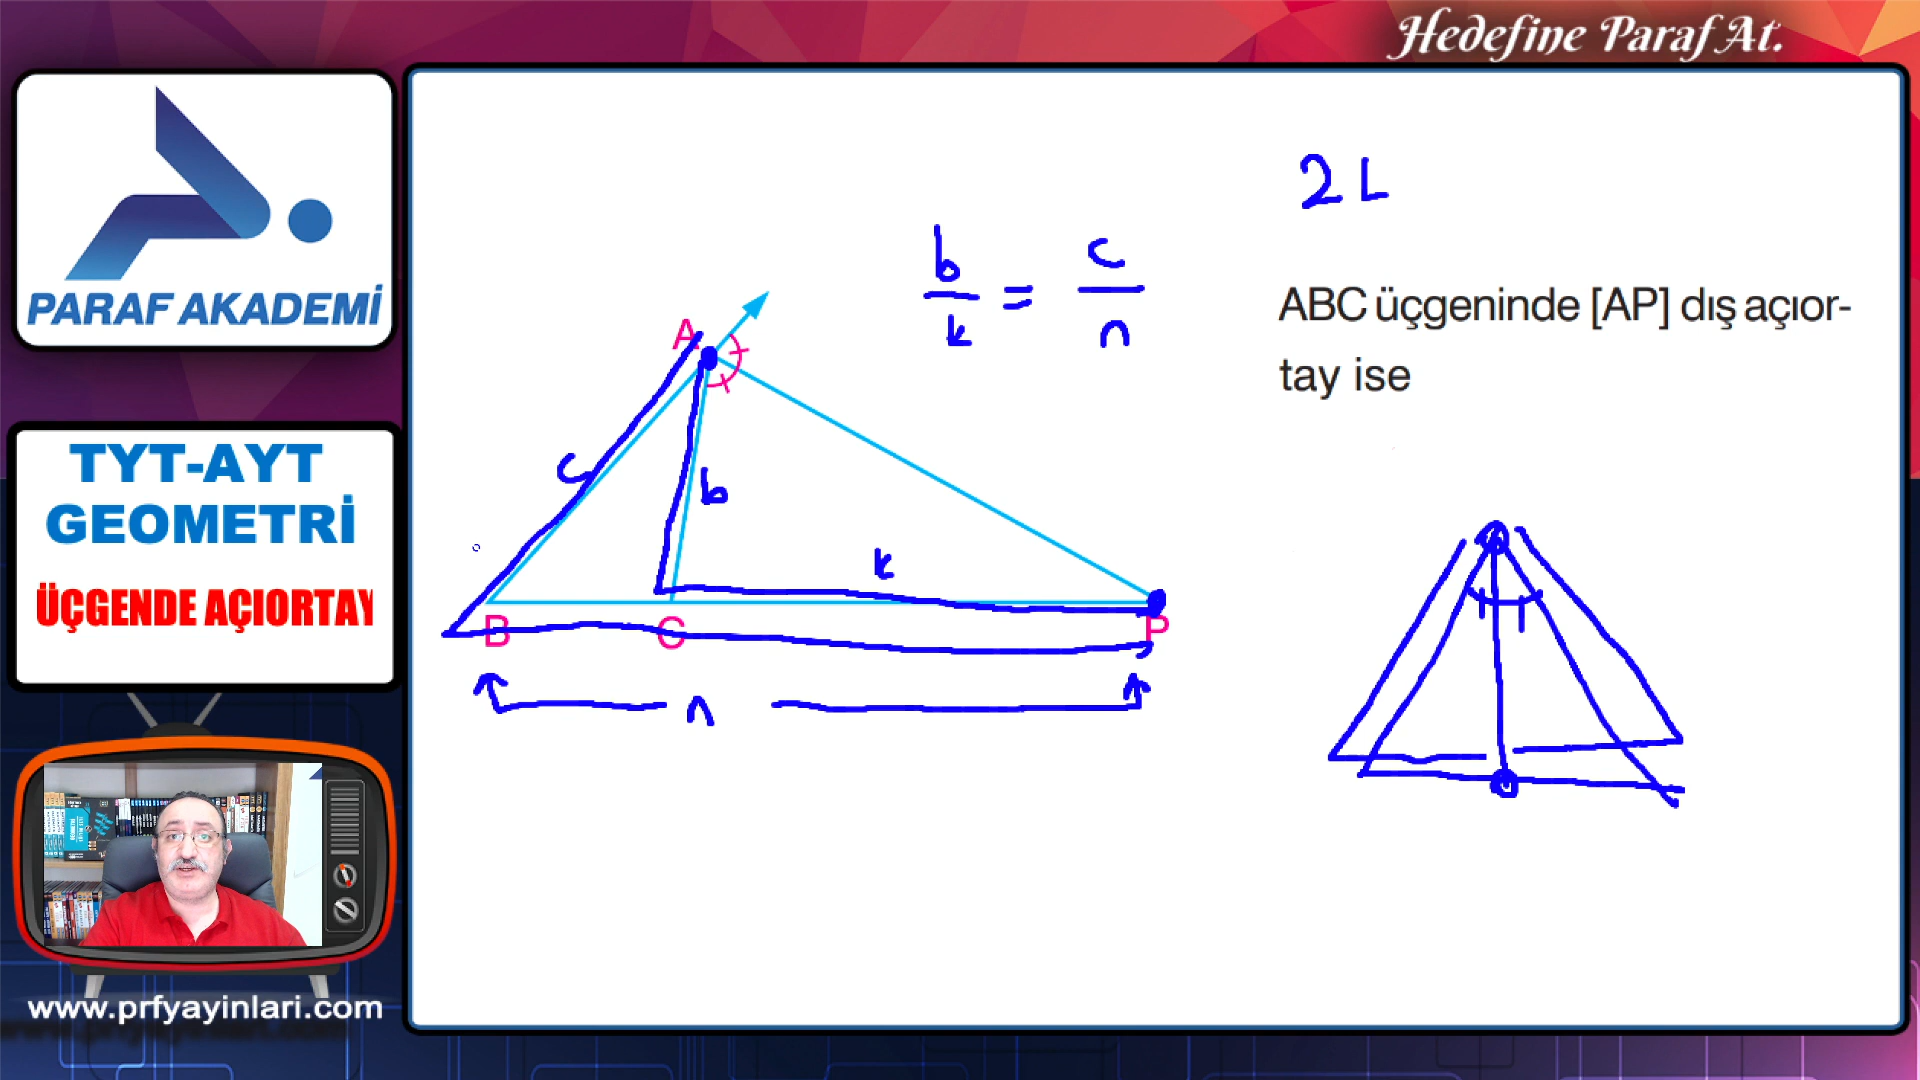 Hedefine Paraf At.
PARAF AKADEMİ
TYT-AYT
GEOMETRİ
ÜÇGENDE AÇIORTAY
www.prfyayinlari.com
2L
b/k = c/n
ABC üçgeninde [AP] dış açıor-
tay ise
A
c
b
k
B
C
P
n